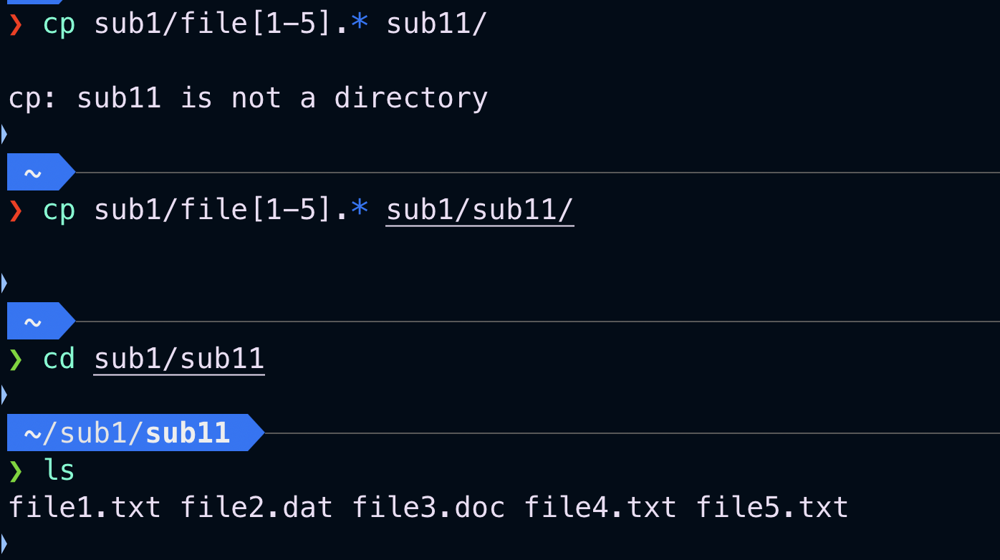 ❯ cp sub1/file[1-5].* sub11/
cp: sub11 is not a directory
~
❯ cp sub1/file[1-5].* sub1/sub11/
~
❯ cd sub1/sub11
~/sub1/sub11
❯ ls
file1.txt file2.dat file3.doc file4.txt file5.txt